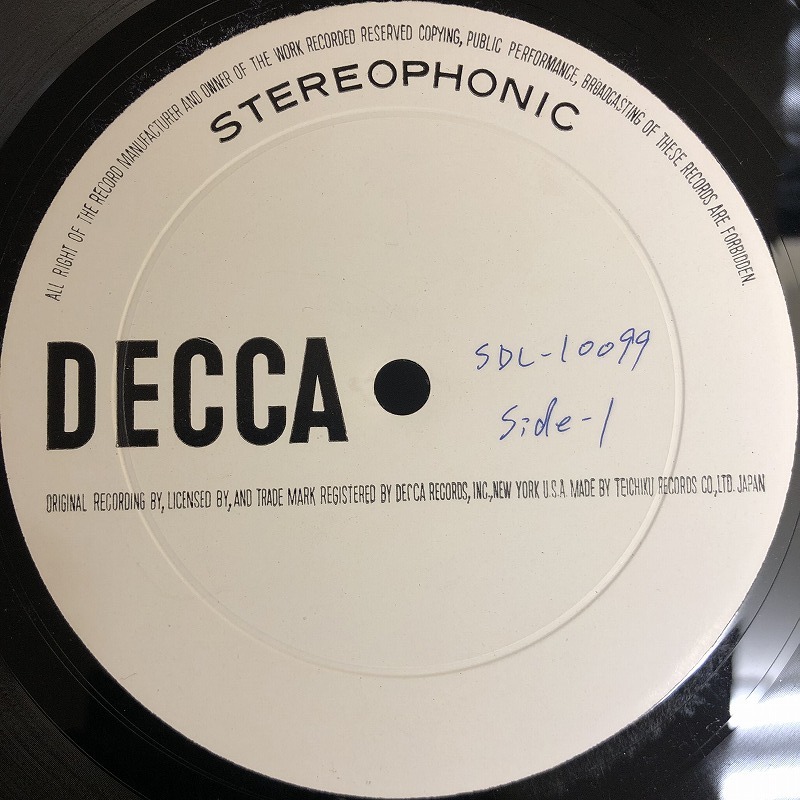 ALL RIGHT OF THE RECORD MANUFACTURER AND OWNER OF THE WORK RECORDED RESERVED COPYING, PUBLIC PERFORMANCE, BROADCASTING OF THESE RECORDS ARE FORBIDDEN.
STEREOPHONIC
DECCA
SDL-10099
Side-1
ORIGINAL RECORDING BY, LICENSED BY, AND TRADE MARK REGISTERED BY DECCA RECORDS, INC., NEW YORK U.S.A. MADE BY TEICHIKU RECORDS CO., LTD. JAPAN